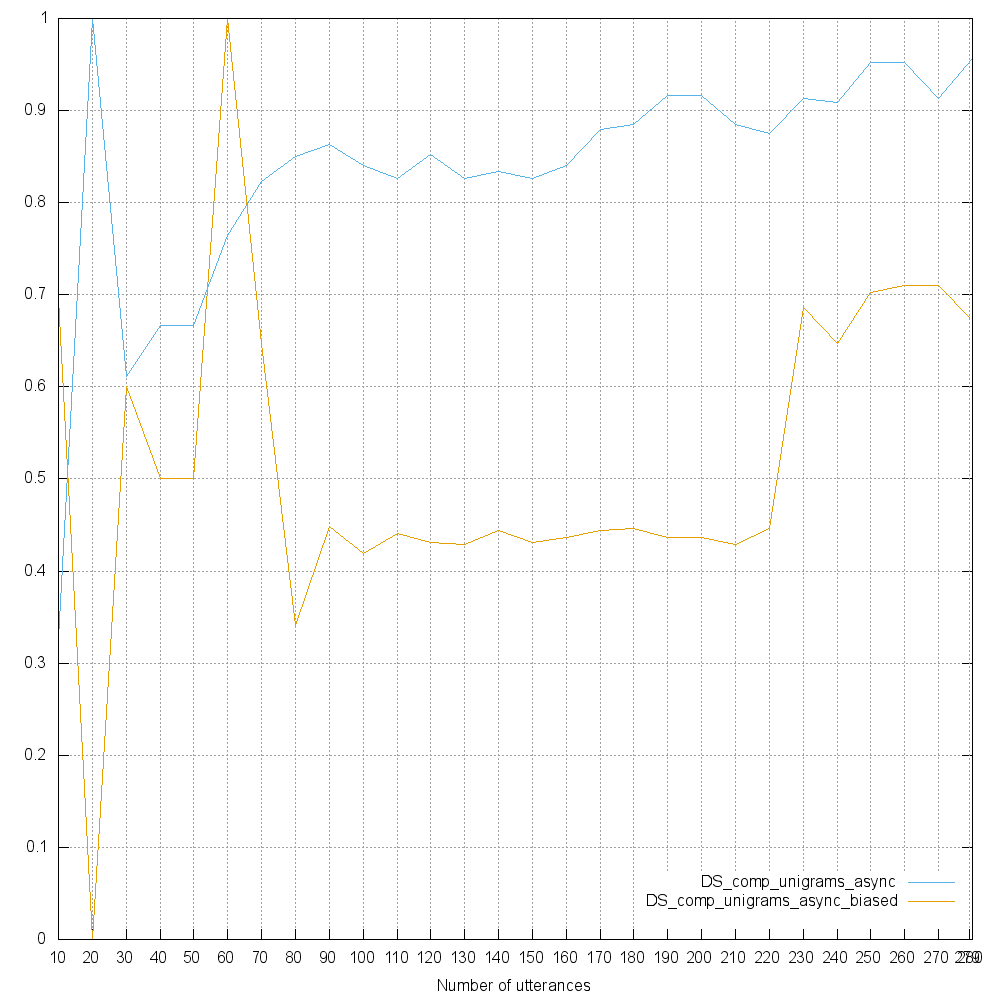 1
0.9
0.8
0.7
0.6
0.5
0.4
0.3
0.2
0.1
0
DS_comp_unigrams_async
DS_comp_unigrams_async_biased
10 20 30 40 50 60 70 80 90 100 110 120 130 140 150 160 170 180 190 200 210 220 230 240 250 260 270 280 279
Number of utterances